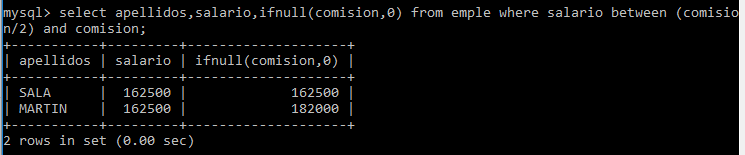 mysql> select apellidos,salario,ifnull(comision,0) from emple where salario between (comisio
n/2) and comision;
+-----------+---------+--------------------+
| apellidos | salario | ifnull(comision,0) |
+-----------+---------+--------------------+
| SALA      |  162500 |             162500 |
| MARTIN    |  162500 |             182000 |
+-----------+---------+--------------------+
2 rows in set (0.00 sec)